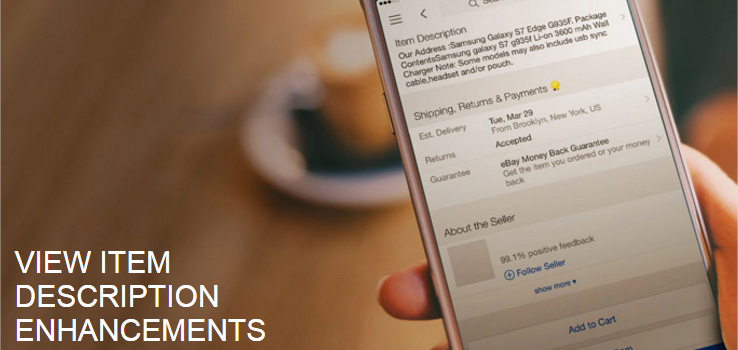 Item Description
Our Address :Samsung Galaxy S7 Edge G935F. Package
ContentsSamsung galaxy S7 g935f Li-on 3600 mAh Wall
Charger Note: Some models may also include usb sync
cable,headset and/or pouch.
Shipping, Returns & Payments
Est. Delivery Tue, Mar 29
From Brooklyn, New York, US
Returns Accepted
Guarantee eBay Money Back Guarantee
Get the item you ordered or your money
back
About the Seller
99.1% positive feedback
Follow Seller
show more
Add to Cart
VIEW ITEM
DESCRIPTION
ENHANCEMENTS